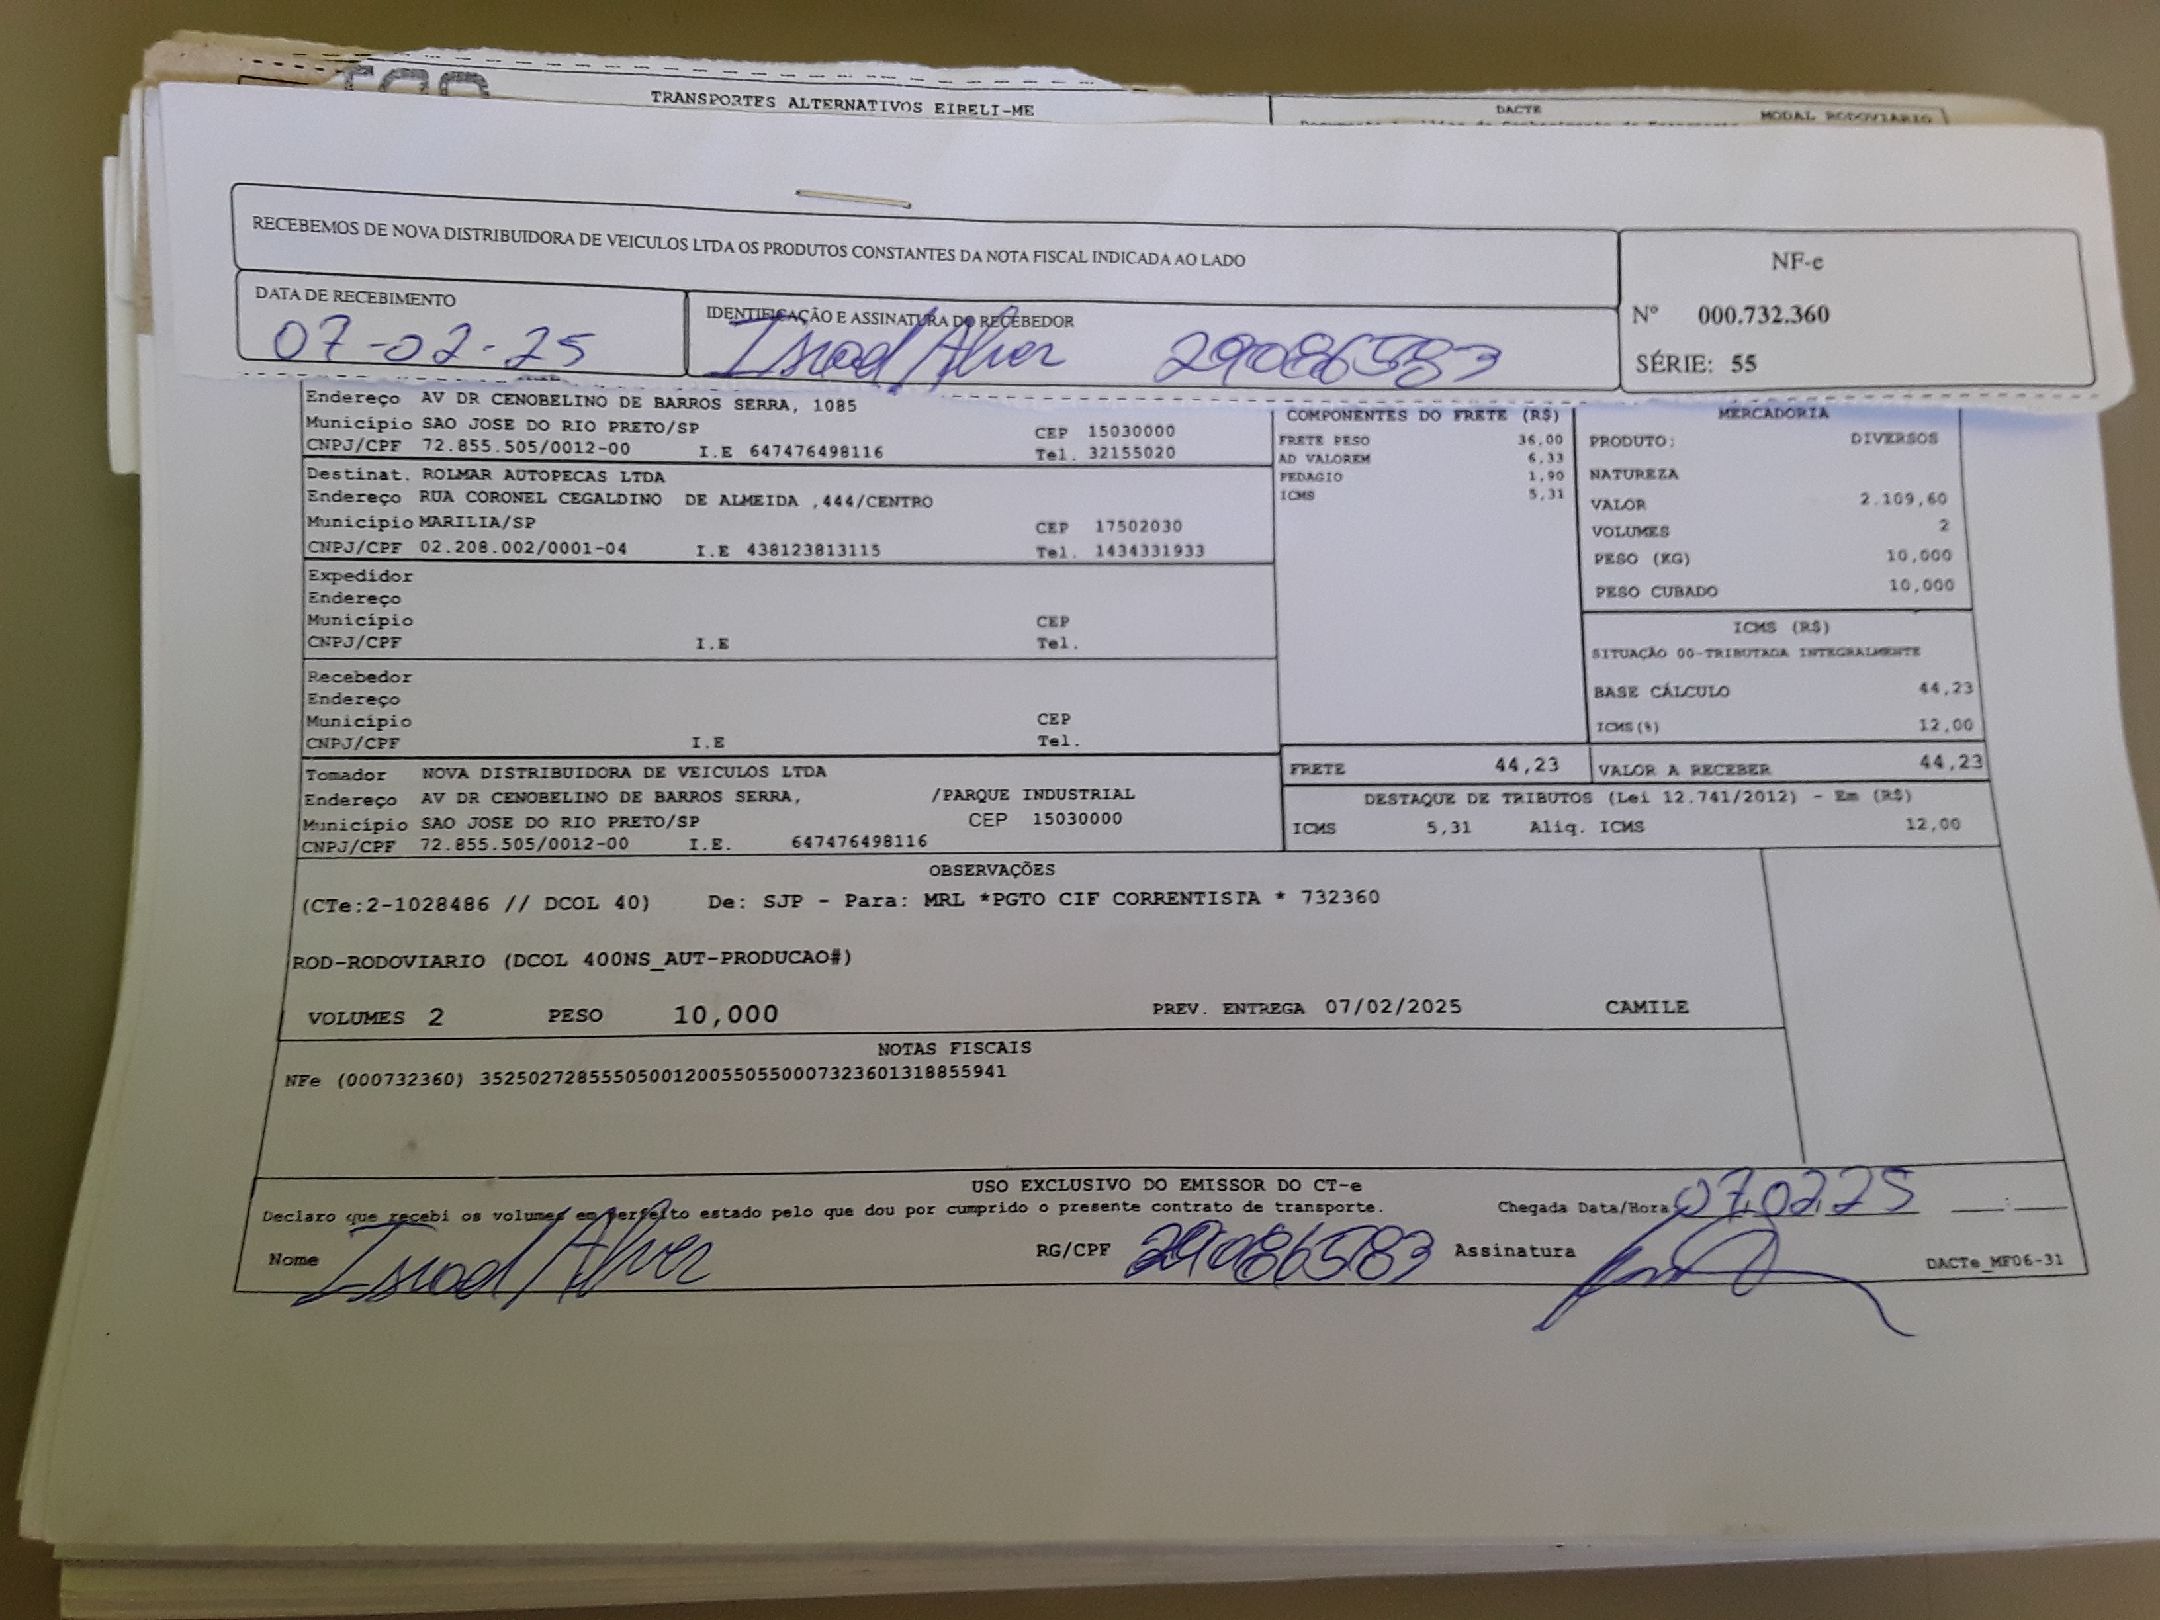 TRANSPORTES ALTERNATIVOS EIRELI-ME
DACTE
MODAL RODOVIARIO
RECEBEMOS DE NOVA DISTRIBUIDORA DE VEICULOS LTDA OS PRODUTOS CONSTANTES DA NOTA FISCAL INDICADA AO LADO
NF-e
Nº 000.732.360
SÉRIE: 55
DATA DE RECEBIMENTO
07-02-25
IDENTIFICAÇÃO E ASSINATURA DO RECEBEDOR
29086583
Endereço AV DR CENOBELINO DE BARROS SERRA, 1085
Município SAO JOSE DO RIO PRETO/SP CEP 15030000
CNPJ/CPF 72.855.505/0012-00 I.E 647476498116 Tel. 32155020
Destinat. ROLMAR AUTOPECAS LTDA
Endereço RUA CORONEL CEGALDINO DE ALMEIDA ,444/CENTRO
Município MARILIA/SP CEP 17502030
CNPJ/CPF 02.208.002/0001-04 I.E 438123813115 Tel. 1434331933
Expedidor
Endereço
Município CEP
CNPJ/CPF I.E Tel.
Recebedor
Endereço
Município CEP
CNPJ/CPF I.E Tel.
Tomador NOVA DISTRIBUIDORA DE VEICULOS LTDA
Endereço AV DR CENOBELINO DE BARROS SERRA, /PARQUE INDUSTRIAL
Município SAO JOSE DO RIO PRETO/SP CEP 15030000
CNPJ/CPF 72.855.505/0012-00 I.E. 647476498116
COMPONENTES DO FRETE (R$)
FRETE PESO 36,00
AD VALOREM 6,33
PEDAGIO 1,90
ICMS 5,31
MERCADORIA
PRODUTO: DIVERSOS
NATUREZA
VALOR 2.109,60
VOLUMES 2
PESO (KG) 10,000
PESO CUBADO 10,000
ICMS (R$)
SITUAÇÃO 00-TRIBUTADA INTEGRALMENTE
BASE CÁLCULO 44,23
ICMS(%) 12,00
FRETE 44,23 VALOR A RECEBER 44,23
DESTAQUE DE TRIBUTOS (Lei 12.741/2012) - Em (R$)
ICMS 5,31 Aliq. ICMS 12,00
OBSERVAÇÕES
(CTe:2-1028486 // DCOL 40) De: SJP - Para: MRL *PGTO CIF CORRENTISTA * 732360
ROD-RODOVIARIO (DCOL 400NS_AUT-PRODUCAO#)
VOLUMES 2 PESO 10,000 PREV. ENTREGA 07/02/2025 CAMILE
NOTAS FISCAIS
NFe (000732360) 35250272855505001200550550007323601318855941
USO EXCLUSIVO DO EMISSOR DO CT-e
Declaro que recebi os volumes em perfeito estado pelo que dou por cumprido o presente contrato de transporte. Chegada Data/Hora 07.02.25
Nome RG/CPF 29086583 Assinatura
DACTe_MF06-31